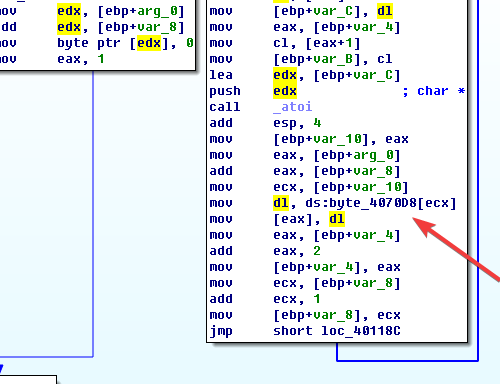 mov edx, [ebp+arg_0]
add edx, [ebp+var_8]
mov byte ptr [edx], 0
mov eax, 1
mov [ebp+var_C], dl
mov eax, [ebp+var_4]
mov cl, [eax+1]
mov [ebp+var_B], cl
lea edx, [ebp+var_C]
push edx ; char *
call _atoi
add esp, 4
mov [ebp+var_10], eax
mov eax, [ebp+arg_0]
add eax, [ebp+var_8]
mov ecx, [ebp+var_10]
mov dl, ds:byte_4070D8[ecx]
mov [eax], dl
mov eax, [ebp+var_4]
add eax, 2
mov [ebp+var_4], eax
mov ecx, [ebp+var_8]
add ecx, 1
mov [ebp+var_8], ecx
jmp short loc_40118C